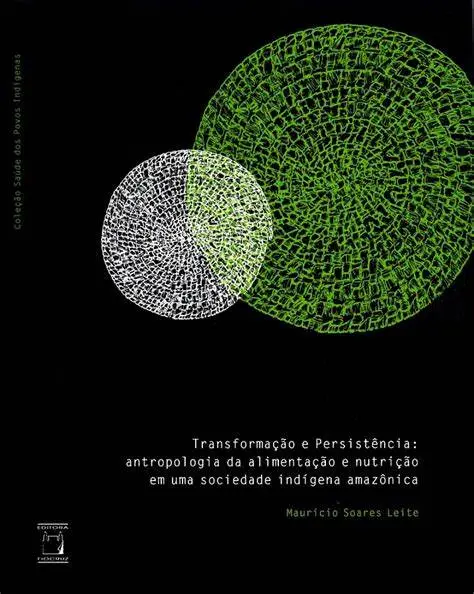 Coleção Saúde dos Povos Indígenas
Transformação e Persistência:
antropologia da alimentação e nutrição
em uma sociedade indígena amazônica
Maurício Soares Leite
EDITORA
FIOCRUZ